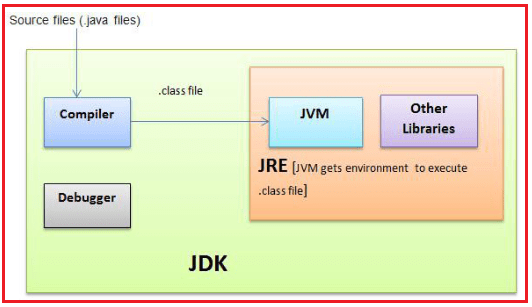 Source files (.java files)
Compiler
.class file
JVM
Other
Libraries
JRE [JVM gets environment to execute
.class file]
Debugger
JDK